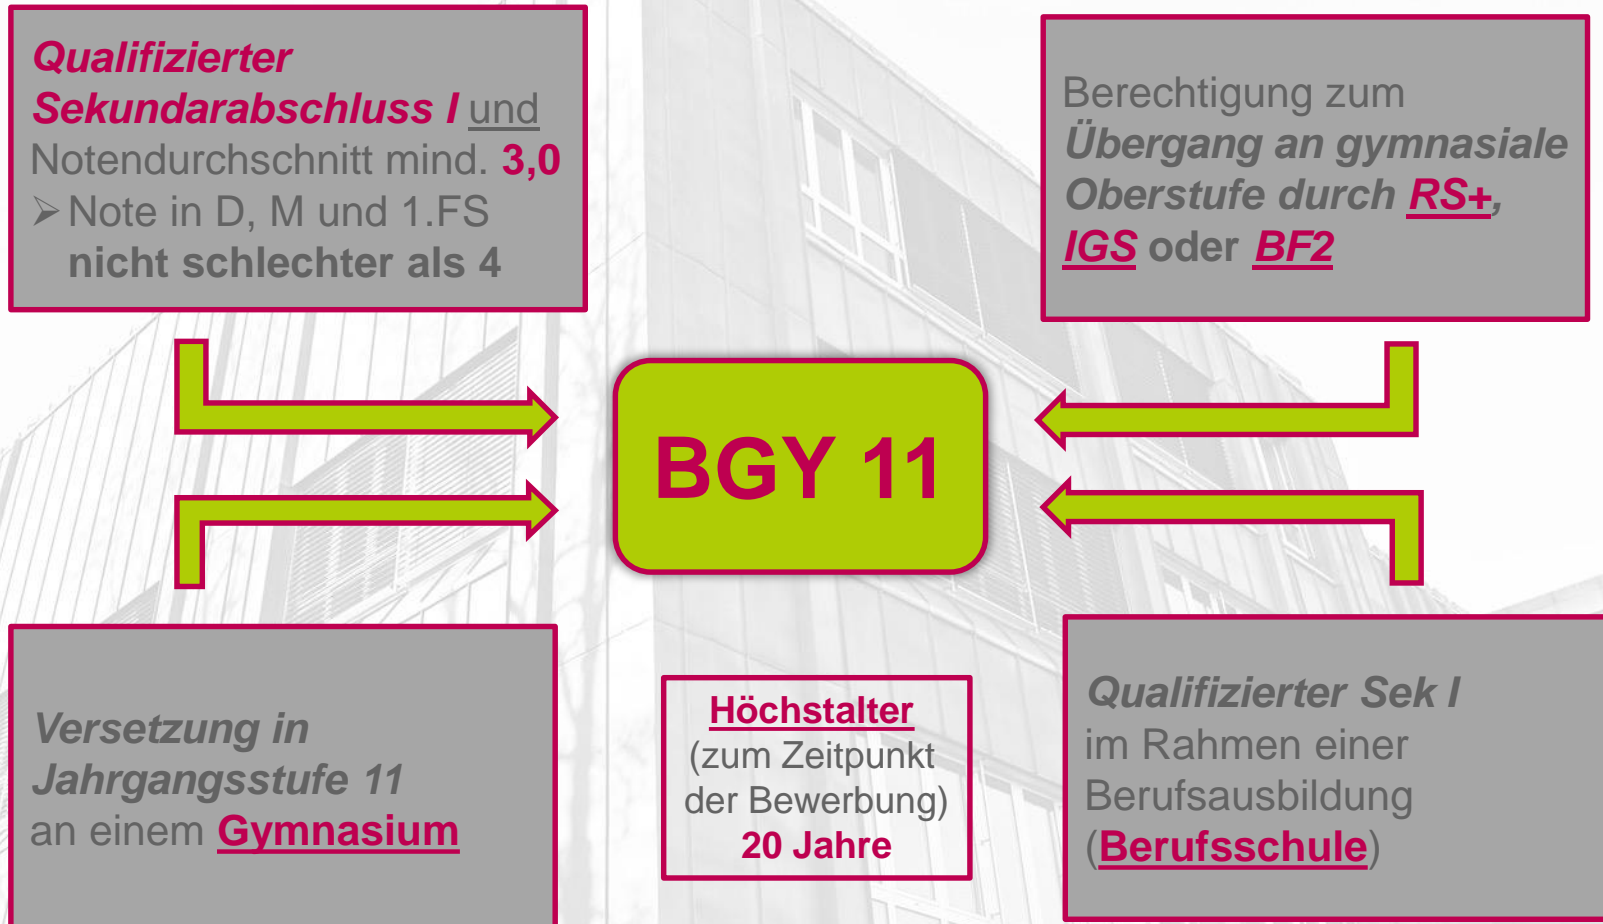 Qualifizierter
Sekundarabschluss I und
Notendurchschnitt mind. 3,0
➢ Note in D, M und 1.FS
nicht schlechter als 4
Berechtigung zum
Übergang an gymnasiale
Oberstufe durch RS+,
IGS oder BF2
BGY 11
Versetzung in
Jahrgangsstufe 11
an einem Gymnasium
Höchstalter
(zum Zeitpunkt
der Bewerbung)
20 Jahre
Qualifizierter Sek I
im Rahmen einer
Berufsausbildung
(Berufsschule)